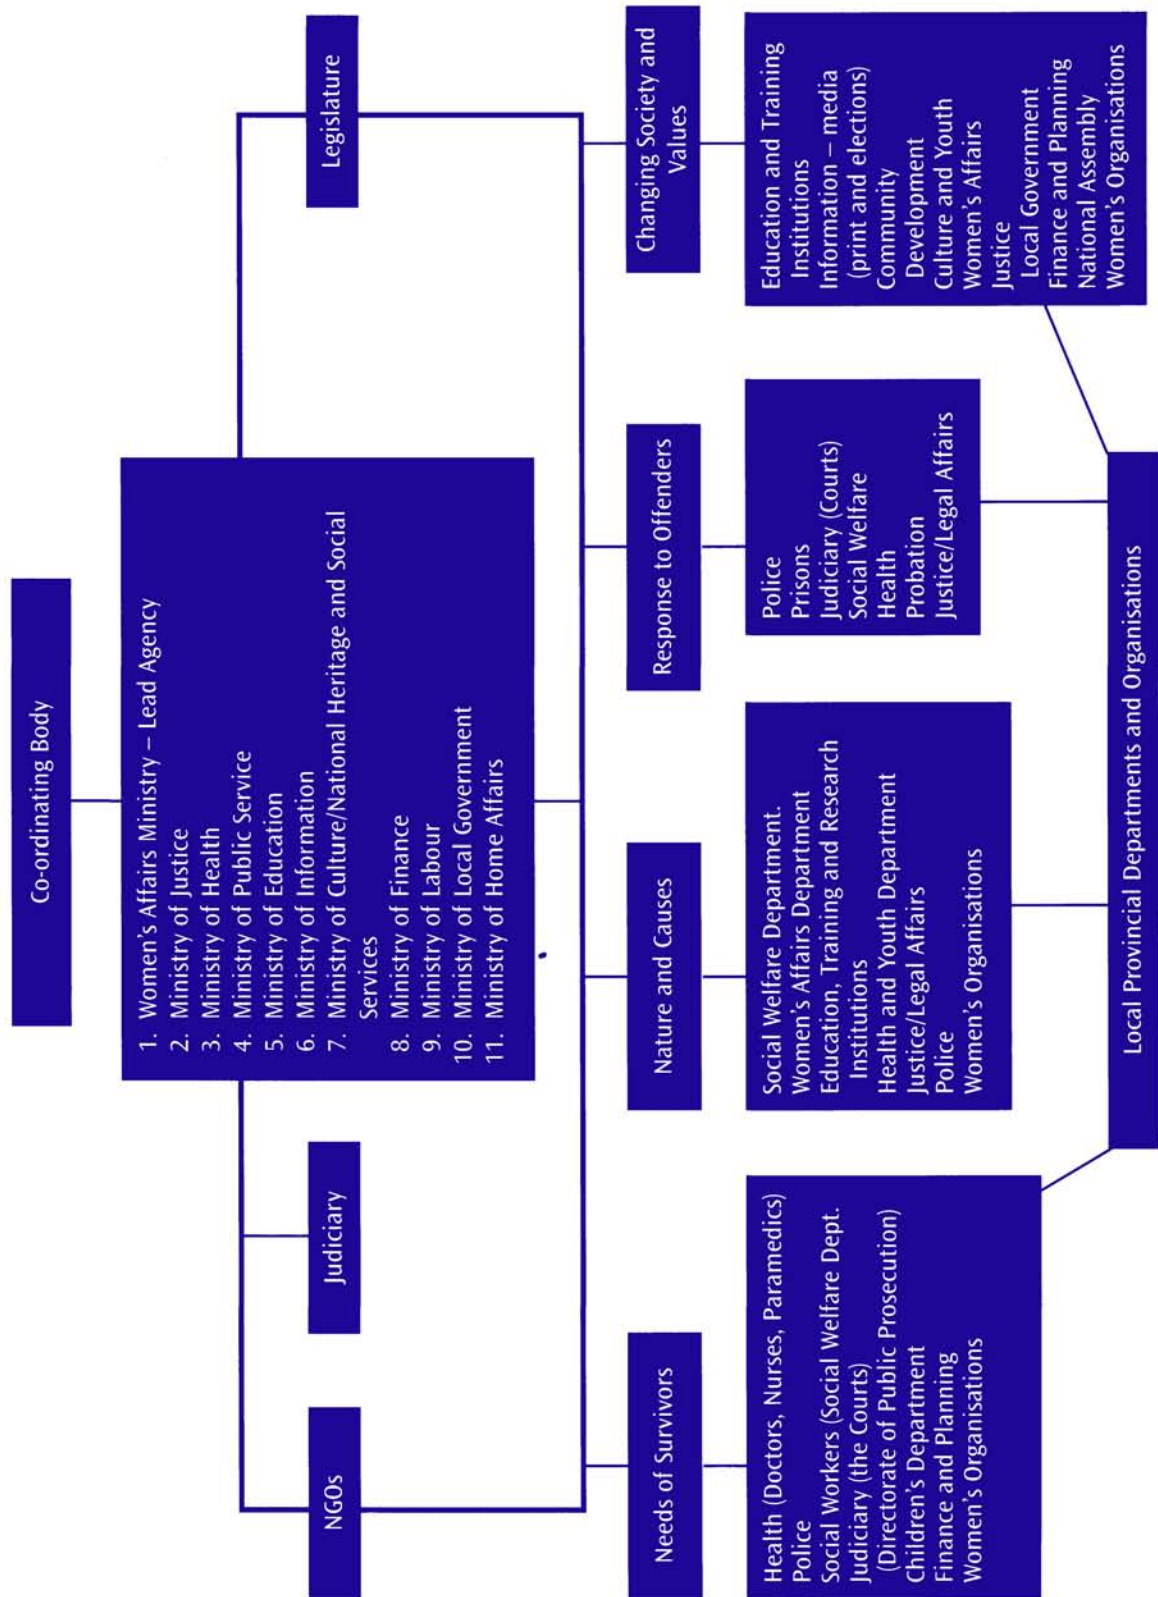 Co-ordinating Body
1. Women's Affairs Ministry – Lead Agency
2. Ministry of Justice
3. Ministry of Health
4. Ministry of Public Service
5. Ministry of Education
6. Ministry of Information
7. Ministry of Culture/National Heritage and Social
Services
8. Ministry of Finance
9. Ministry of Labour
10. Ministry of Local Government
11. Ministry of Home Affairs
NGOs
Judiciary
Legislature
Needs of Survivors
Health (Doctors, Nurses, Paramedics)
Police
Social Workers (Social Welfare Dept.
Judiciary (the Courts)
(Directorate of Public Prosecution)
Children's Department
Finance and Planning
Women's Organisations
Nature and Causes
Social Welfare Department.
Women's Affairs Department
Education, Training and Research
Institutions
Health and Youth Department
Justice/Legal Affairs
Police
Women's Organisations
Response to Offenders
Police
Prisons
Judiciary (Courts)
Social Welfare
Health
Probation
Justice/Legal Affairs
Changing Society and
Values
Education and Training
Institutions
Information – media
(print and elections)
Community
Development
Culture and Youth
Women's Affairs
Justice
Local Government
Finance and Planning
National Assembly
Women's Organisations
Local Provincial Departments and Organisations